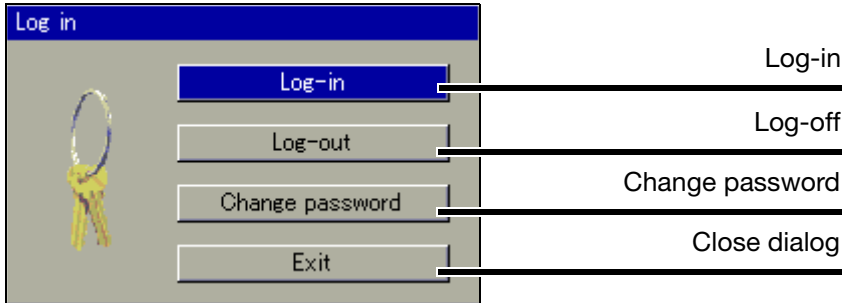 Log in
Log-in
Log-in
Log-out
Log-off
Change password
Change password
Exit
Close dialog